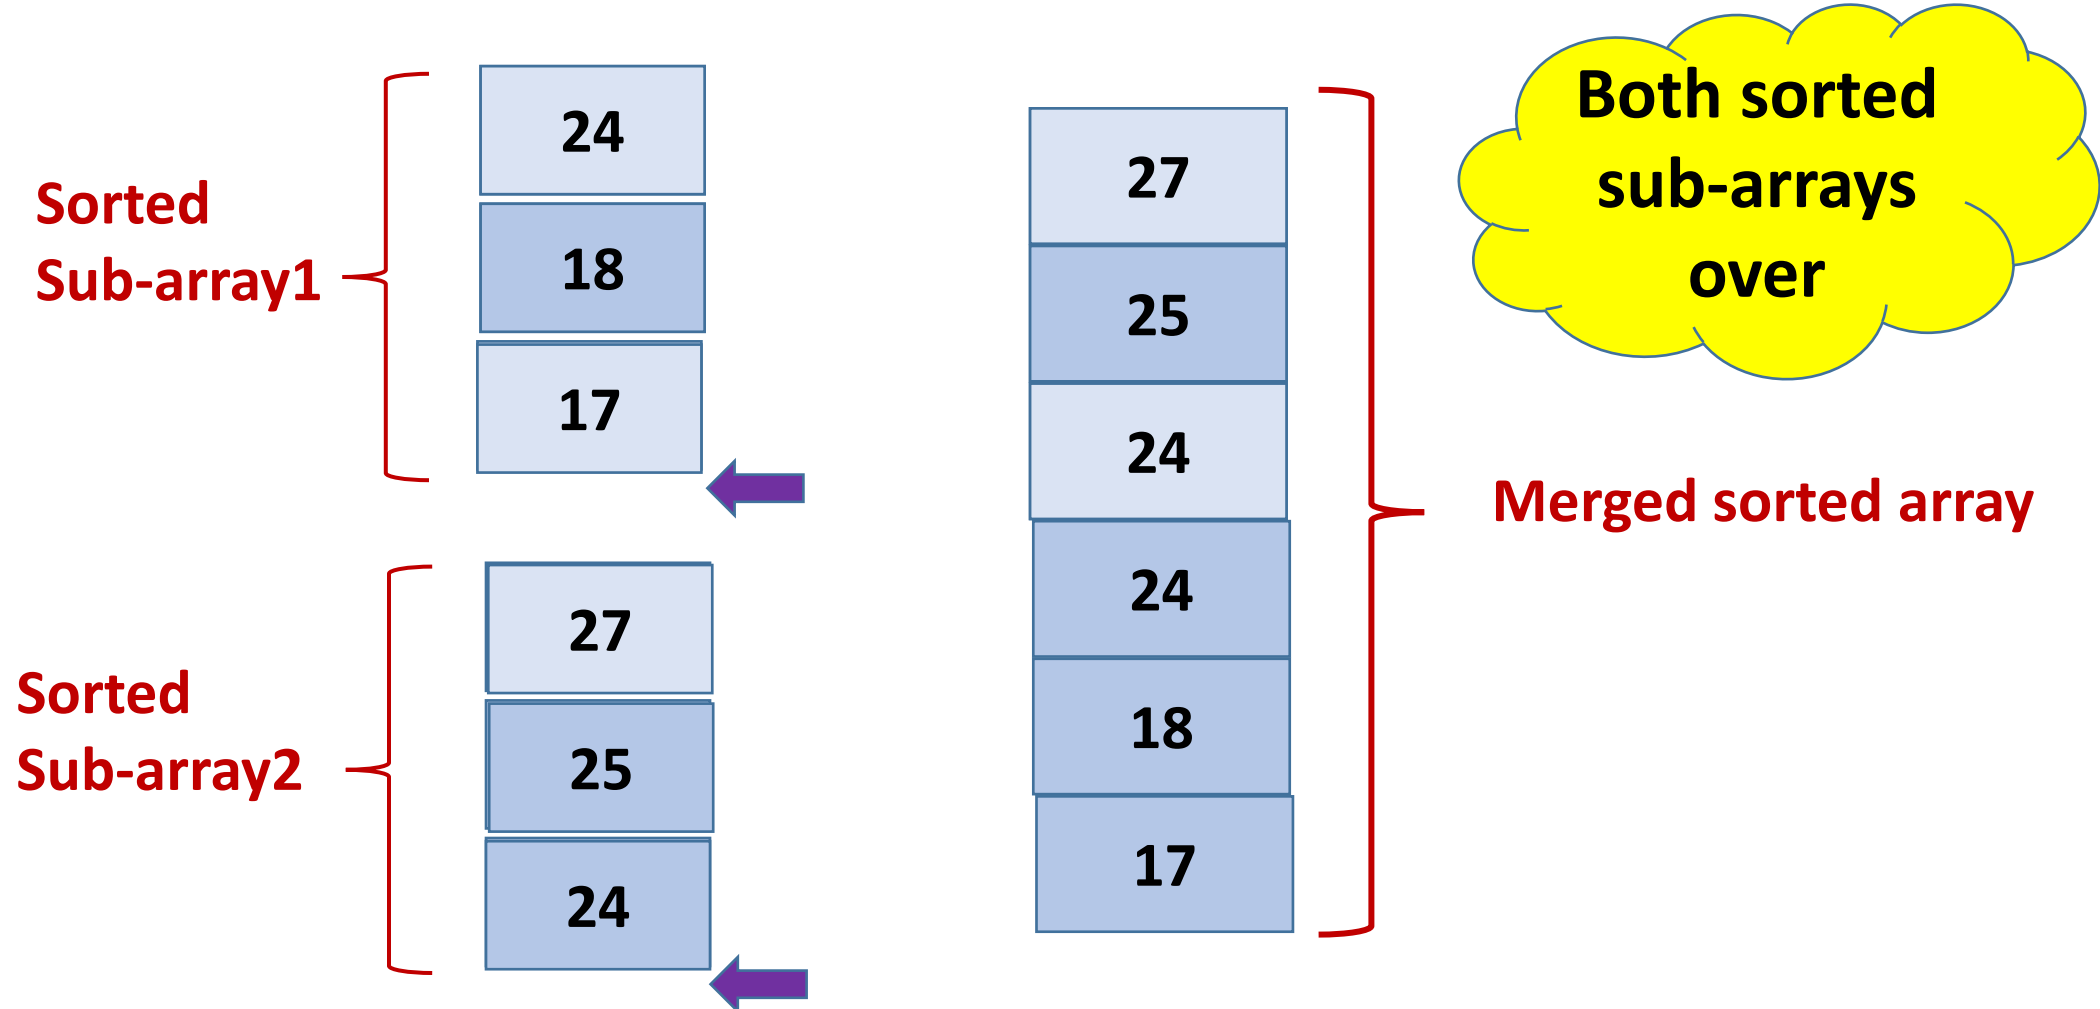 Sorted
Sub-array1
24
18
17
Sorted
Sub-array2
27
25
24
27
25
24
24
18
17
Merged sorted array
Both sorted
sub-arrays
over